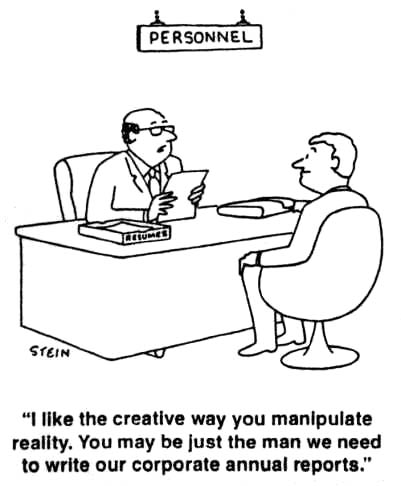 PERSONNEL
RESUMES
STEIN
“I like the creative way you manipulate
reality. You may be just the man we need
to write our corporate annual reports.”